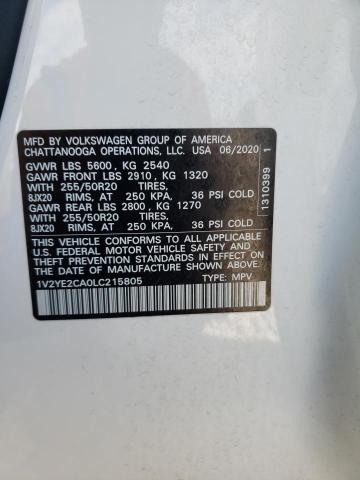 MFD BY VOLKSWAGEN GROUP OF AMERICA
CHATTANOOGA OPERATIONS, LLC. USA 06/2020
GVWR LBS 5600, KG 2540
GAWR FRONT LBS 2910, KG 1320
WITH 255/50R20 TIRES,
8JX20 RIMS, AT 250 KPA, 36 PSI COLD
GAWR REAR LBS 2800, KG 1270
WITH 255/50R20 TIRES,
8JX20 RIMS, AT 250 KPA, 36 PSI COLD
THIS VEHICLE CONFORMS TO ALL APPLICABLE
U.S. FEDERAL MOTOR VEHICLE SAFETY, BUMPER, AND
THEFT PREVENTION STANDARDS IN EFFECT ON
THE DATE OF MANUFACTURE SHOWN ABOVE.
1V2YE2CA0LC215805 TYPE: MPV
1310399 1